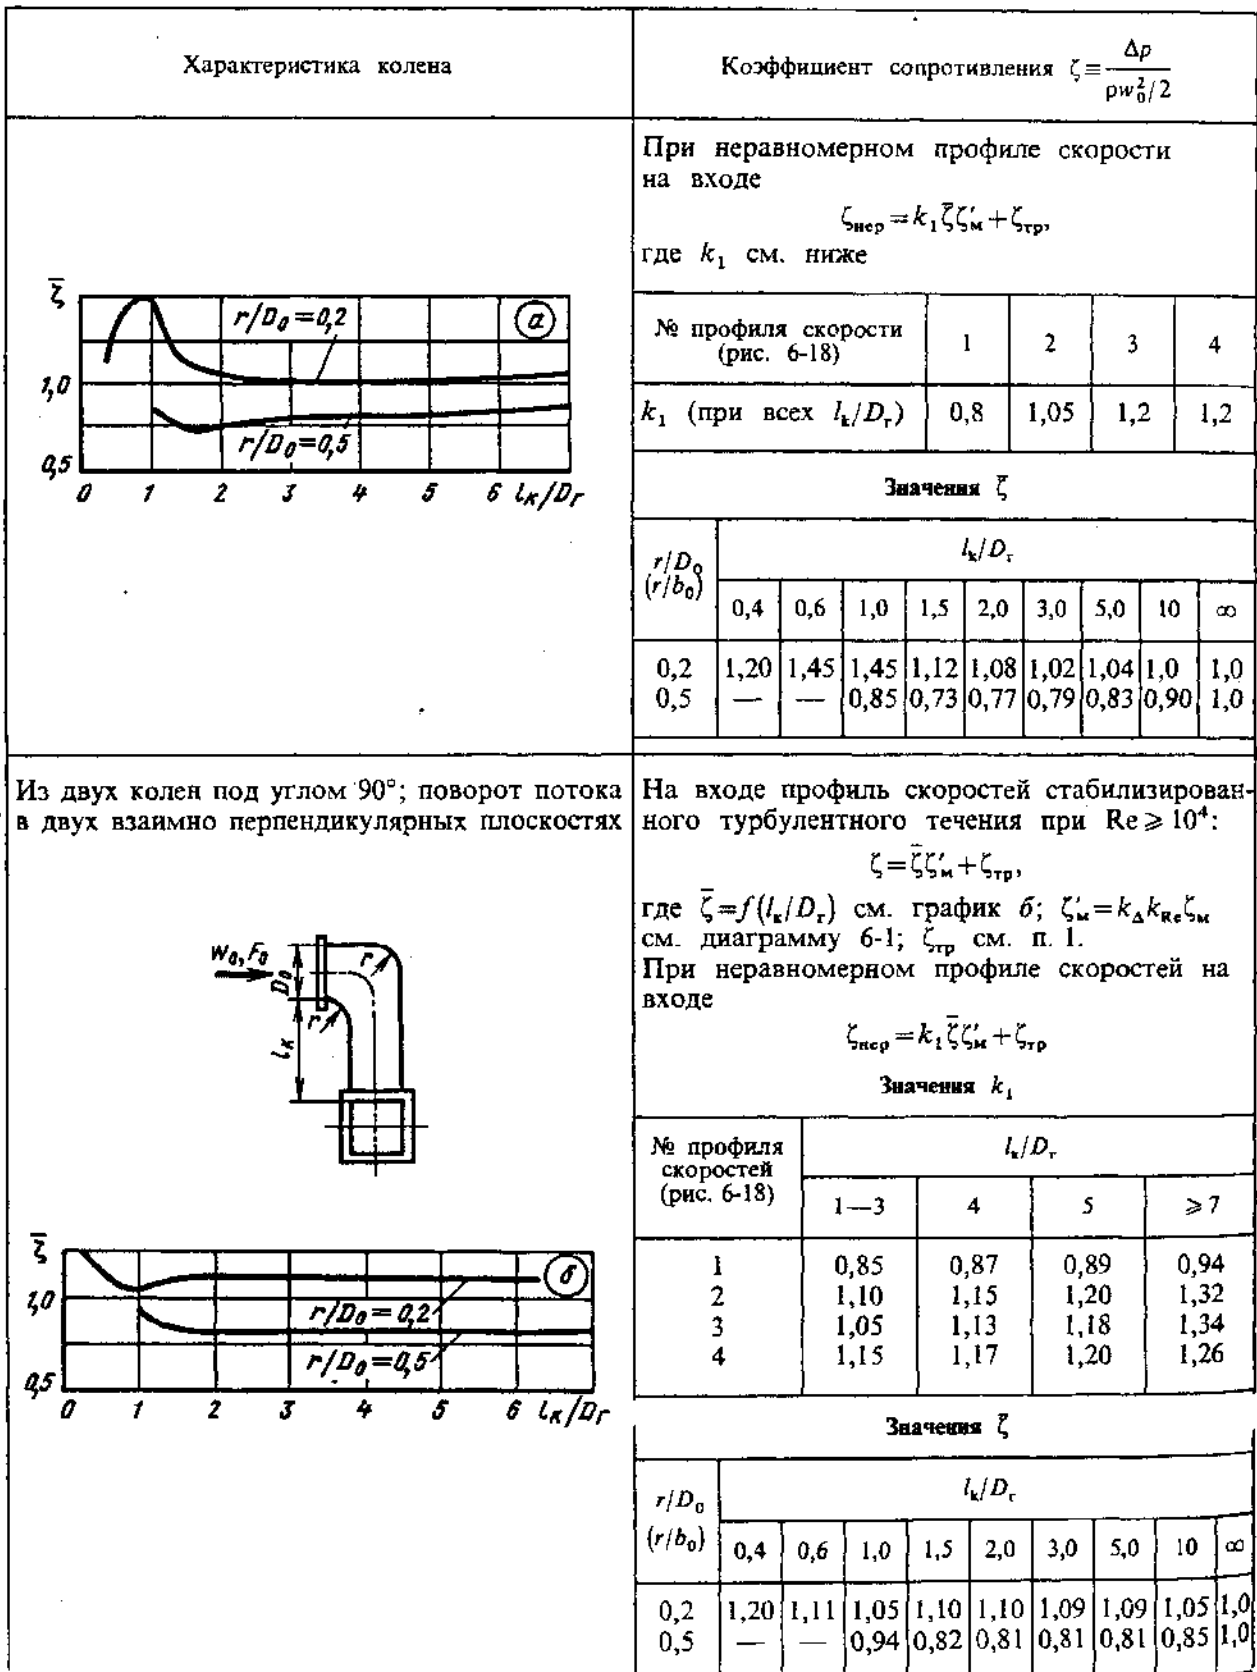 Характеристика колена
Коэффициент сопротивления ζ≡Δp/(ρw₀²/2)
При неравномерном профиле скорости
на входе
ζнер=k₁ζ̄ζ′м+ζтр,
где k₁ см. ниже
№ профиля скорости (рис. 6-18) 1 2 3 4
k₁ (при всех lк/Dг) 0,8 1,05 1,2 1,2
Значения ζ̄
r/D₀ (r/b₀) lк/Dг
0,4 0,6 1,0 1,5 2,0 3,0 5,0 10 ∞
0,2 1,20 1,45 1,45 1,12 1,08 1,02 1,04 1,0 1,0
0,5 — — 0,85 0,73 0,77 0,79 0,83 0,90 1,0
ζ̄
r/D₀=0,2
а
1,0
r/D₀=0,5
0,5
0 1 2 3 4 5 6 lк/Dг
Из двух колен под углом 90°; поворот потока
в двух взаимно перпендикулярных плоскостях
w₀, F₀
D₀
r
r
lк
ζ̄
б
1,0
r/D₀=0,2
r/D₀=0,5
0,5
0 1 2 3 4 5 6 lк/Dг
На входе профиль скоростей стабилизирован-
ного турбулентного течения при Re⩾10⁴:
ζ=ζ̄ζ′м+ζтр,
где ζ̄=f(lк/Dг) см. график б; ζ′м=kΔkReζм
см. диаграмму 6-1; ζтр см. п. 1.
При неравномерном профиле скоростей на
входе
ζнер=k₁ζ̄ζ′м+ζтр
Значения k₁
№ профиля скоростей (рис. 6-18) lк/Dг
1—3 4 5 ⩾7
1 0,85 0,87 0,89 0,94
2 1,10 1,15 1,20 1,32
3 1,05 1,13 1,18 1,34
4 1,15 1,17 1,20 1,26
Значения ζ̄
r/D₀ (r/b₀) lк/Dг
0,4 0,6 1,0 1,5 2,0 3,0 5,0 10 ∞
0,2 1,20 1,11 1,05 1,10 1,10 1,09 1,09 1,05 1,0
0,5 — — 0,94 0,82 0,81 0,81 0,81 0,85 1,0